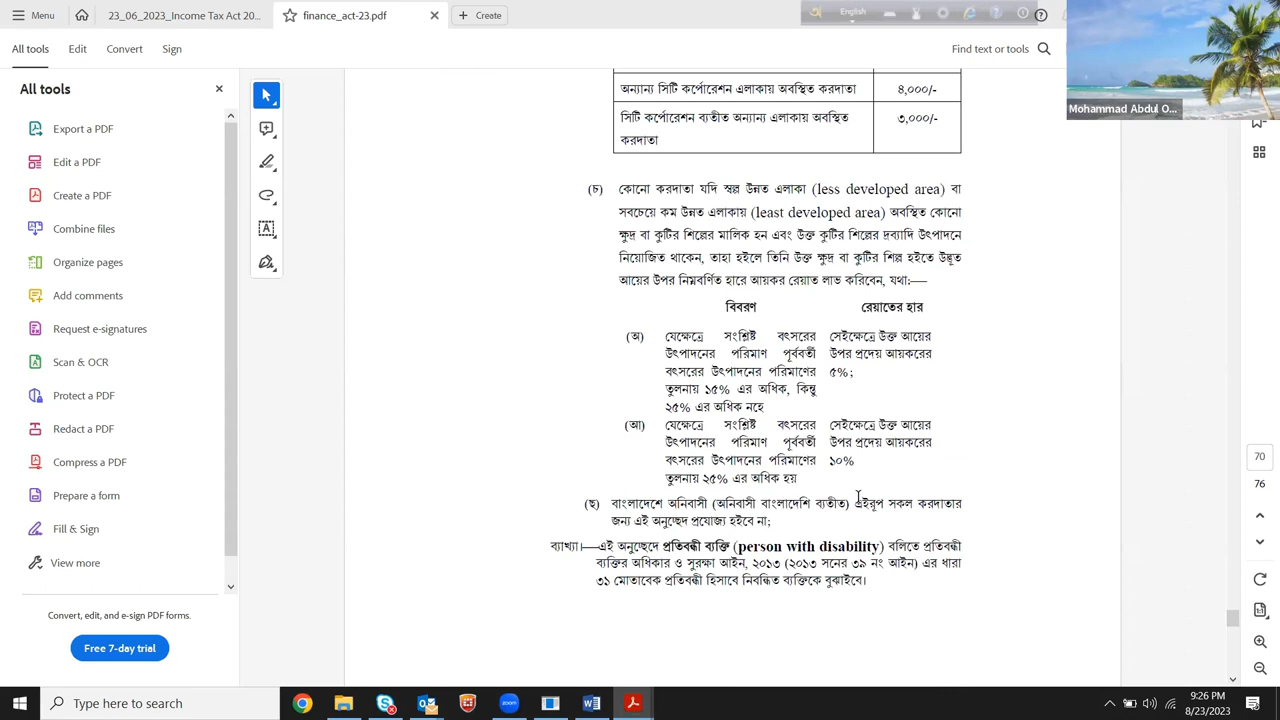 Menu
23_06_2023_Income Tax Act 20...
finance_act-23.pdf
Create
English
All tools
Edit
Convert
Sign
Find text or tools
Mohammad Abdul O...
All tools
Export a PDF
Edit a PDF
Create a PDF
Combine files
Organize pages
Add comments
Request e-signatures
Scan & OCR
Protect a PDF
Redact a PDF
Compress a PDF
Prepare a form
Fill & Sign
View more
Convert, edit, and e-sign PDF forms.
Free 7-day trial
অন্যান্য সিটি কর্পোরেশন এলাকায় অবস্থিত করদাতা ৪,০০০/-
সিটি কর্পোরেশন ব্যতীত অন্যান্য এলাকায় অবস্থিত ৩,০০০/-
করদাতা
(চ) কোনো করদাতা যদি স্বল্প উন্নত এলাকা (less developed area) বা
সবচেয়ে কম উন্নত এলাকায় (least developed area) অবস্থিত কোনো
ক্ষুদ্র বা কুটির শিল্পের মালিক হন এবং উক্ত কুটির শিল্পের দ্রব্যাদি উৎপাদনে
নিয়োজিত থাকেন, তাহা হইলে তিনি উক্ত ক্ষুদ্র বা কুটির শিল্প হইতে উদ্ভূত
আয়ের উপর নিম্নবর্ণিত হারে আয়কর রেয়াত লাভ করিবেন, যথা:—
বিবরণ রেয়াতের হার
(অ) যেক্ষেত্রে সংশ্লিষ্ট বৎসরের সেইক্ষেত্রে উক্ত আয়ের
উৎপাদনের পরিমাণ পূর্ববর্তী উপর প্রদেয় আয়করের
বৎসরের উৎপাদনের পরিমাণের ৫%;
তুলনায় ১৫% এর অধিক, কিন্তু
২৫% এর অধিক নহে
(আ) যেক্ষেত্রে সংশ্লিষ্ট বৎসরের সেইক্ষেত্রে উক্ত আয়ের
উৎপাদনের পরিমাণ পূর্ববর্তী উপর প্রদেয় আয়করের
বৎসরের উৎপাদনের পরিমাণের ১০%
তুলনায় ২৫% এর অধিক হয়
(ছ) বাংলাদেশে অনিবাসী (অনিবাসী বাংলাদেশি ব্যতীত) এইরূপ সকল করদাতার
জন্য এই অনুচ্ছেদ প্রযোজ্য হইবে না;
ব্যাখ্যা।—এই অনুচ্ছেদে প্রতিবন্ধী ব্যক্তি (person with disability) বলিতে প্রতিবন্ধী
ব্যক্তির অধিকার ও সুরক্ষা আইন, ২০১৩ (২০১৩ সনের ৩৯ নং আইন) এর ধারা
৩১ মোতাবেক প্রতিবন্ধী হিসাবে নিবন্ধিত ব্যক্তিকে বুঝাইবে।
70
76
Type here to search
zoom
9:26 PM
8/23/2023